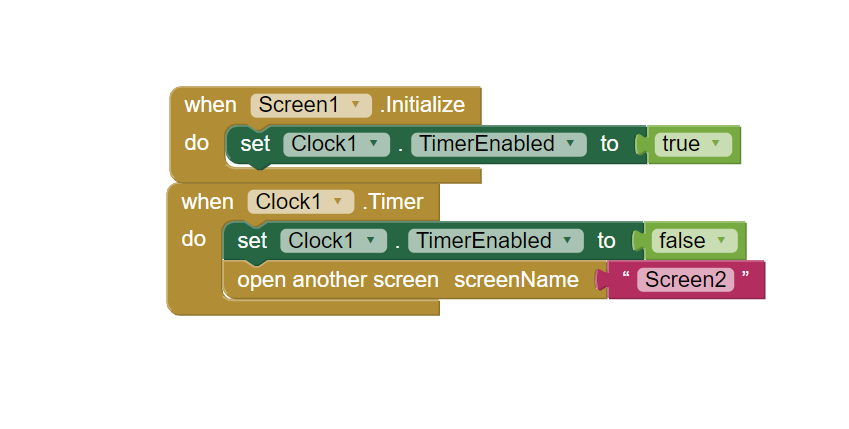 when Screen1 .Initialize
do set Clock1 . TimerEnabled to true
when Clock1 .Timer
do set Clock1 . TimerEnabled to false
open another screen screenName “ Screen2 ”